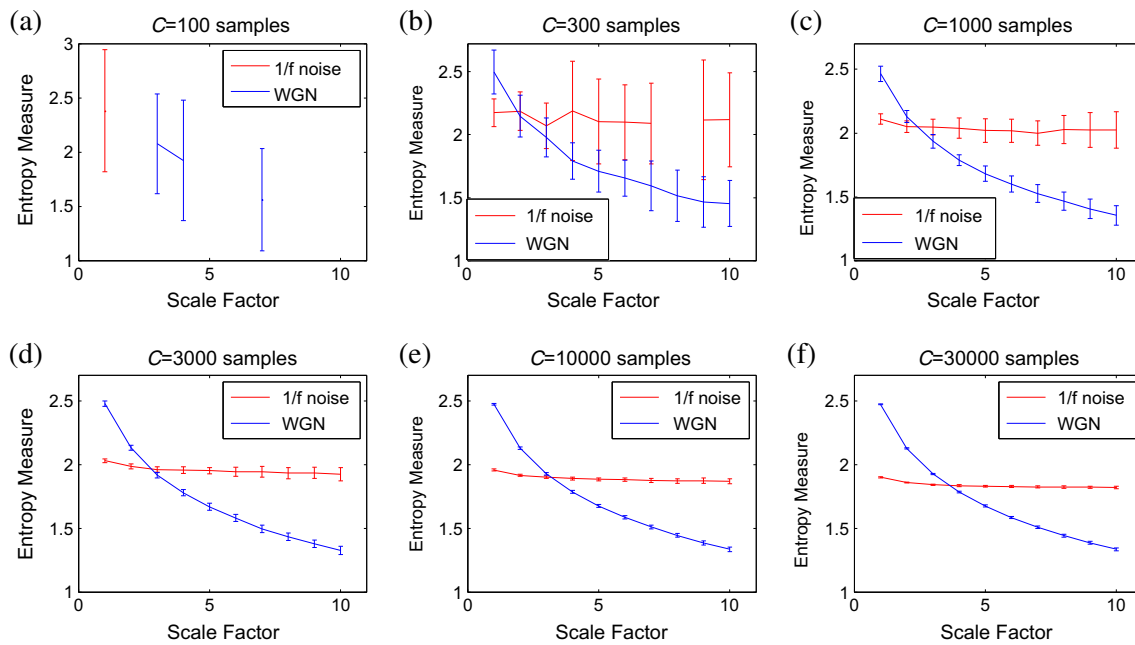 (a)
C=100 samples
3
2.5
2
1.5
1
0
5
10
Entropy Measure
Scale Factor
1/f noise
WGN
(b)
C=300 samples
2.5
2
1.5
1
0
5
10
Entropy Measure
Scale Factor
1/f noise
WGN
(c)
C=1000 samples
2.5
2
1.5
1
0
5
10
Entropy Measure
Scale Factor
1/f noise
WGN
(d)
C=3000 samples
2.5
2
1.5
1
0
5
10
Entropy Measure
Scale Factor
1/f noise
WGN
(e)
C=10000 samples
2.5
2
1.5
1
0
5
10
Entropy Measure
Scale Factor
1/f noise
WGN
(f)
C=30000 samples
2.5
2
1.5
1
0
5
10
Entropy Measure
Scale Factor
1/f noise
WGN